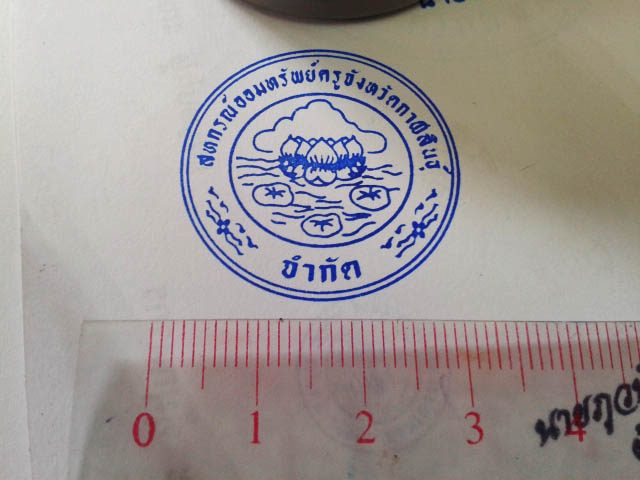 สหกรณ์ออมทรัพย์ครูจังหวัดกาฬสินธุ์
จำกัด
0 1 2 3 4